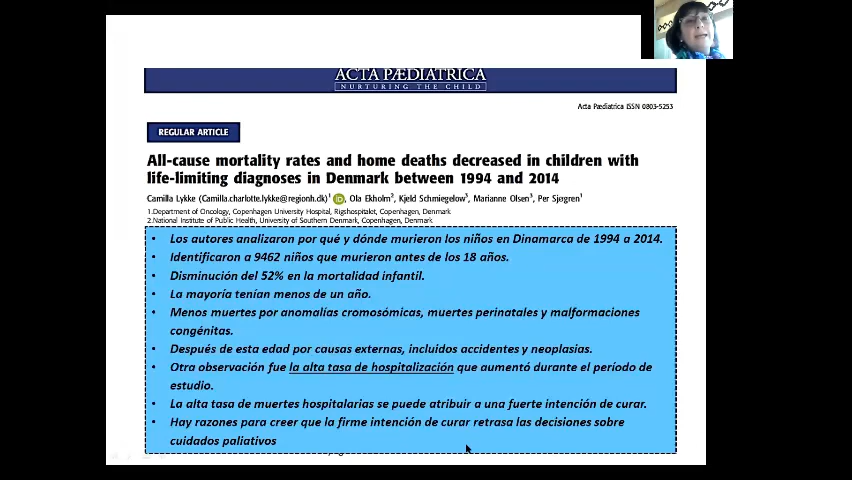 ACTA PÆDIATRICA
NURTURING THE CHILD
Acta Pædiatrica ISSN 0803-5253
REGULAR ARTICLE
All-cause mortality rates and home deaths decreased in children with
life-limiting diagnoses in Denmark between 1994 and 2014
Camilla Lykke (Camilla.charlotte.lykke@regionh.dk)¹ iD, Ola Ekholm², Kjeld Schmiegelow³, Marianne Olsen³, Per Sjøgren¹
1.Department of Oncology, Copenhagen University Hospital, Rigshospitalet, Copenhagen, Denmark
2.National Institute of Public Health, University of Southern Denmark, Copenhagen, Denmark
• Los autores analizaron por qué y dónde murieron los niños en Dinamarca de 1994 a 2014.
• Identificaron a 9462 niños que murieron antes de los 18 años.
• Disminución del 52% en la mortalidad infantil.
• La mayoría tenían menos de un año.
• Menos muertes por anomalías cromosómicas, muertes perinatales y malformaciones
congénitas.
• Después de esta edad por causas externas, incluidos accidentes y neoplasias.
• Otra observación fue la alta tasa de hospitalización que aumentó durante el período de
estudio.
• La alta tasa de muertes hospitalarias se puede atribuir a una fuerte intención de curar.
• Hay razones para creer que la firme intención de curar retrasa las decisiones sobre
cuidados paliativos